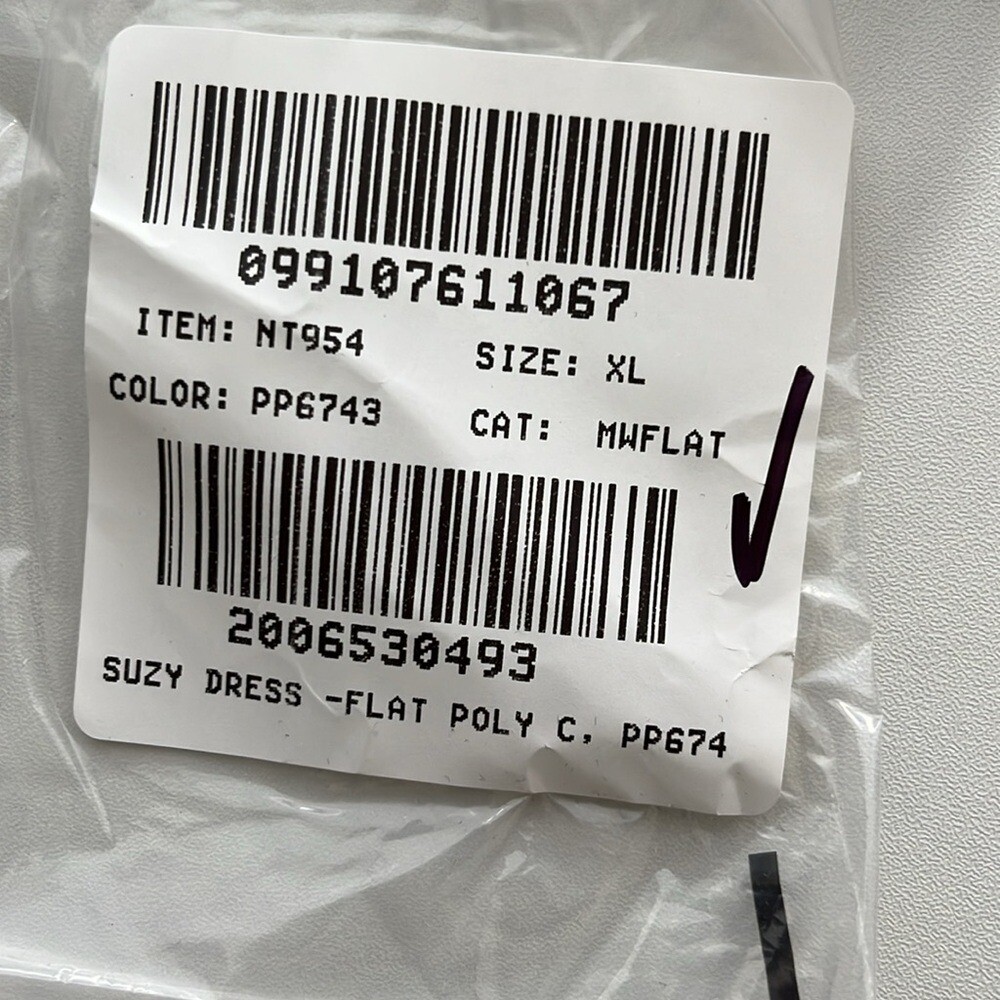 099107611067
ITEM: NT954 SIZE: XL
COLOR: PP6743 CAT: MWFLAT
2006530493
SUZY DRESS -FLAT POLY C, PP674